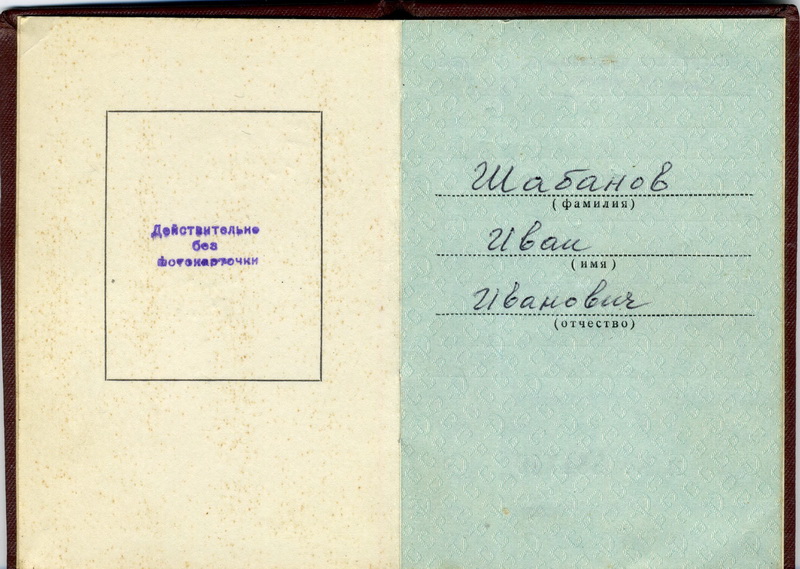 Действительно
без
фотокарточки
Шабанов
(фамилия)
Иван
(имя)
Иванович
(отчество)